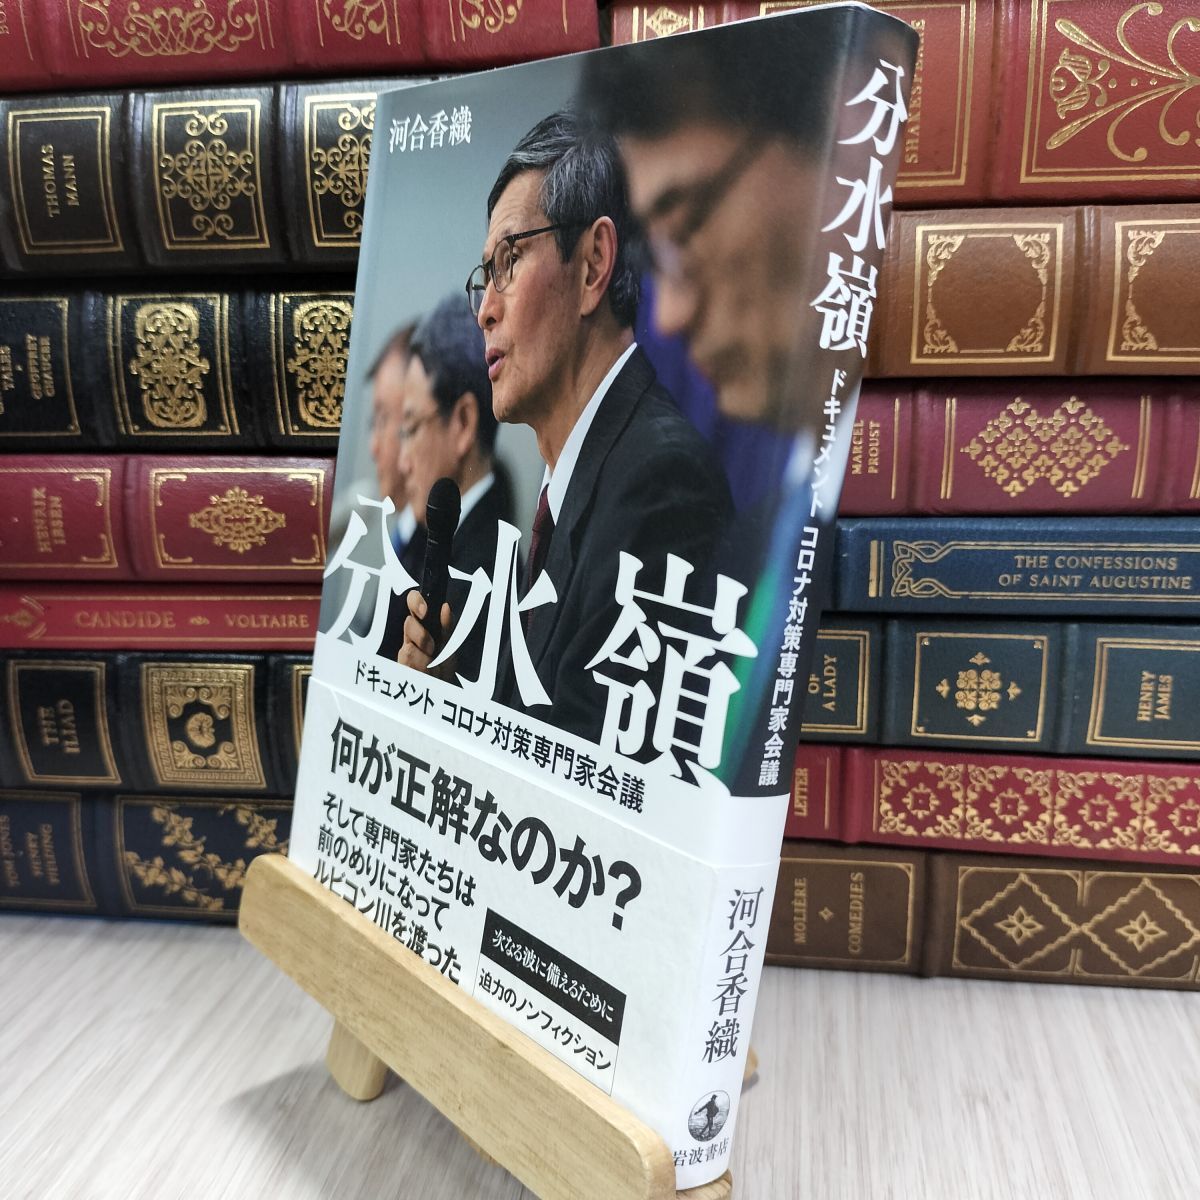 河合香織
分水嶺
ドキュメント コロナ対策専門家会議
何が正解なのか?
そして専門家たちは
前のめりになって
ルビコン川を渡った
次なる波に備えるために
迫力のノンフィクション
分水嶺
ドキュメント コロナ対策専門家会議
河合香織
岩波書店
THOMAS
MANN
GEOFFREY
CHAUCER
HENRIK
IBSEN
CANDIDE
VOLTAIRE
THE
ILIAD
TOM JONES
HENRY
FIELDING
SHAKESPEARE
MARCEL
PROUST
THE CONFESSIONS
OF SAINT AUGUSTINE
OF
A LADY
HENRY
JAMES
LETTER
MOLIÈRE
COMEDIES